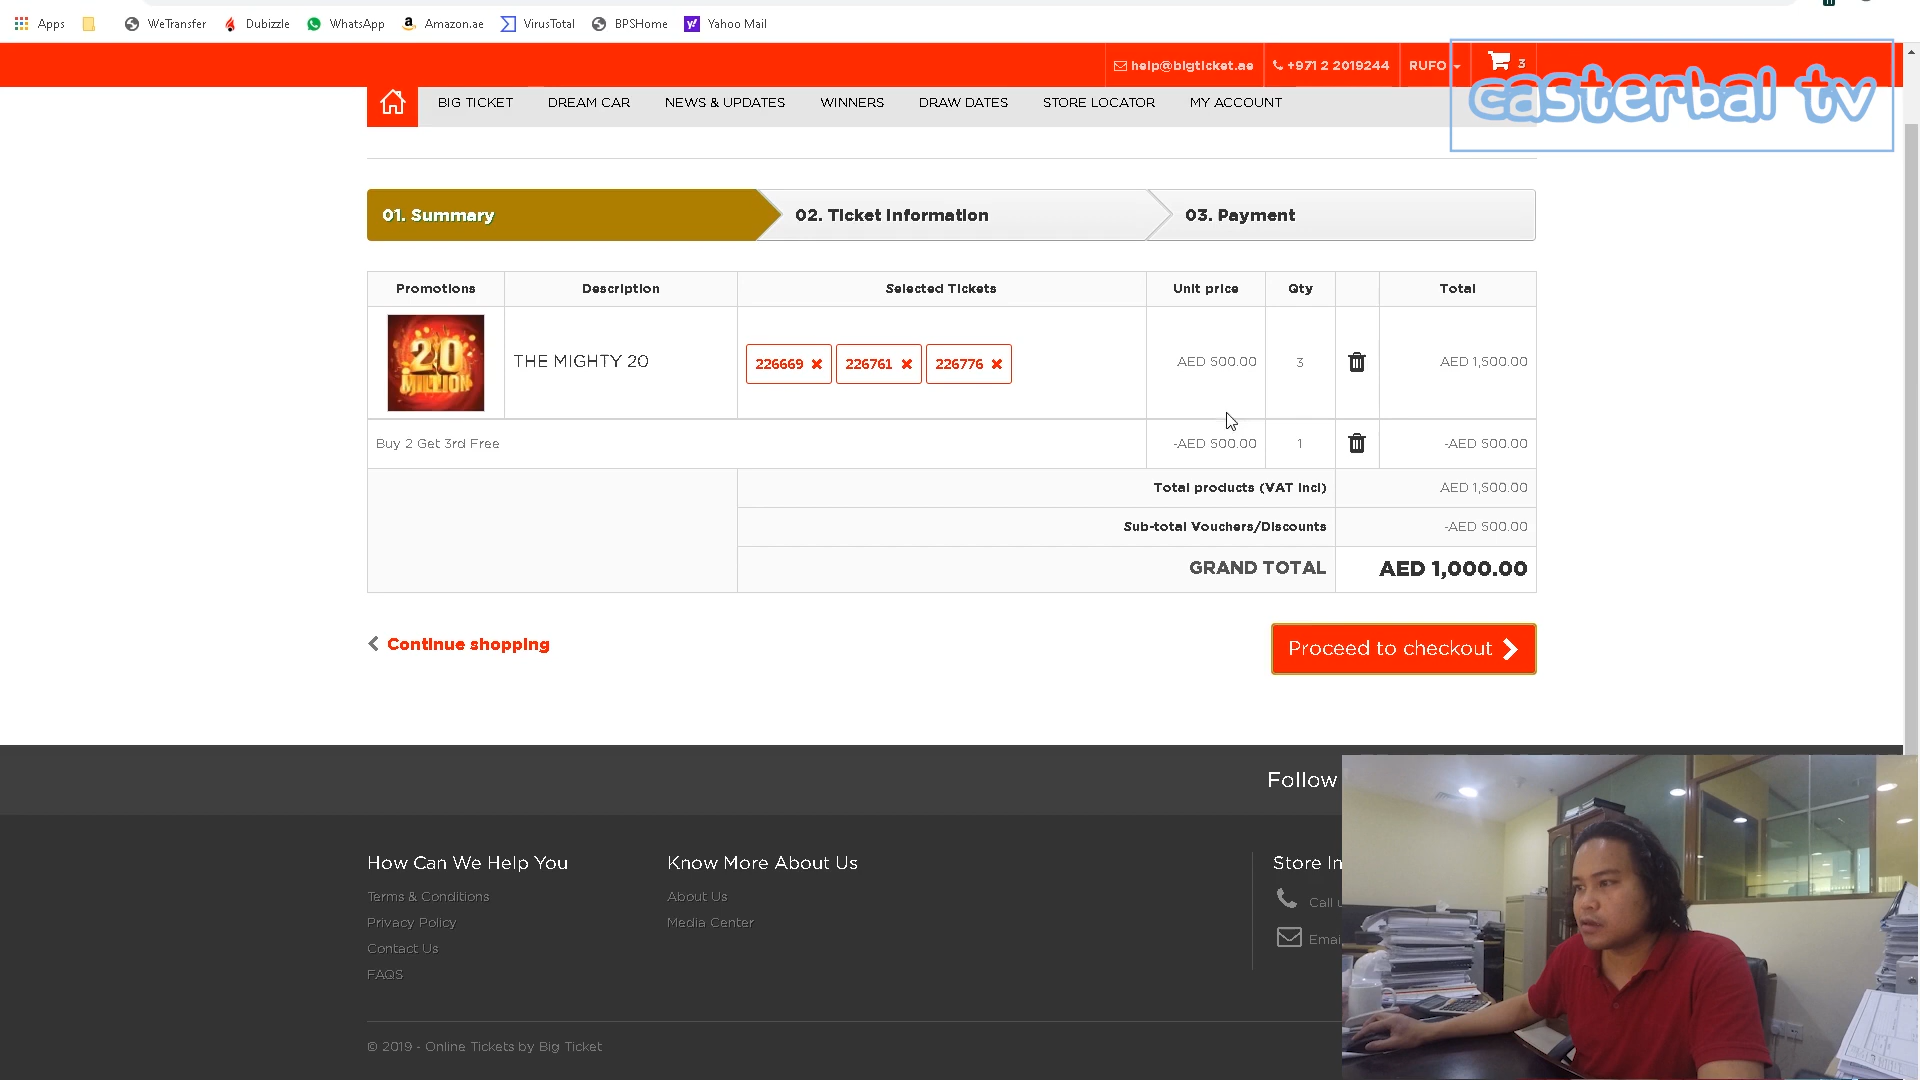 Apps
WeTransfer
Dubizzle
WhatsApp
Amazon.ae
VirusTotal
BPSHome
Yahoo Mail
help@bigticket.ae
+971 2 2019244
RUFO
3
casterbal tv
BIG TICKET
DREAM CAR
NEWS & UPDATES
WINNERS
DRAW DATES
STORE LOCATOR
MY ACCOUNT
01. Summary
02. Ticket Information
03. Payment
Promotions
Description
Selected Tickets
Unit price
Qty
Total
20
MILLION
THE MIGHTY 20
226669
226761
226776
AED 500.00
3
AED 1,500.00
Buy 2 Get 3rd Free
-AED 500.00
1
-AED 500.00
Total products (VAT incl)
AED 1,500.00
Sub-total Vouchers/Discounts
-AED 500.00
GRAND TOTAL
AED 1,000.00
Continue shopping
Proceed to checkout
Follow
How Can We Help You
Know More About Us
Store In
Terms & Conditions
About Us
Call u
Privacy Policy
Media Center
Emai
Contact Us
FAQS
© 2019 - Online Tickets by Big Ticket